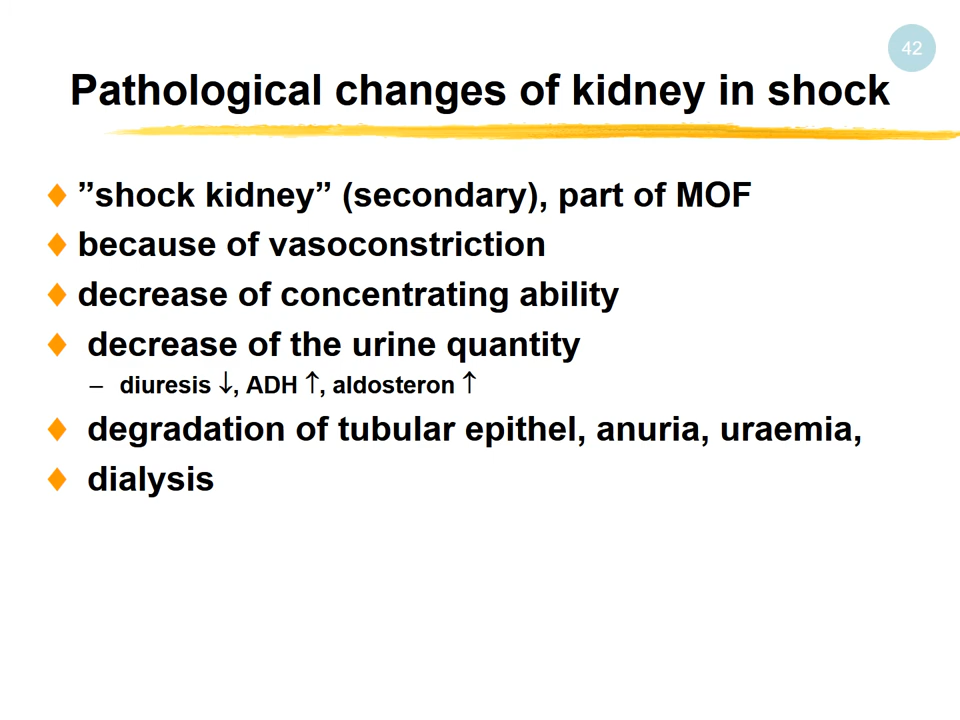 42
Pathological changes of kidney in shock
♦ ”shock kidney” (secondary), part of MOF
♦ because of vasoconstriction
♦ decrease of concentrating ability
♦ decrease of the urine quantity
– diuresis ↓, ADH ↑, aldosteron ↑
♦ degradation of tubular epithel, anuria, uraemia,
♦ dialysis